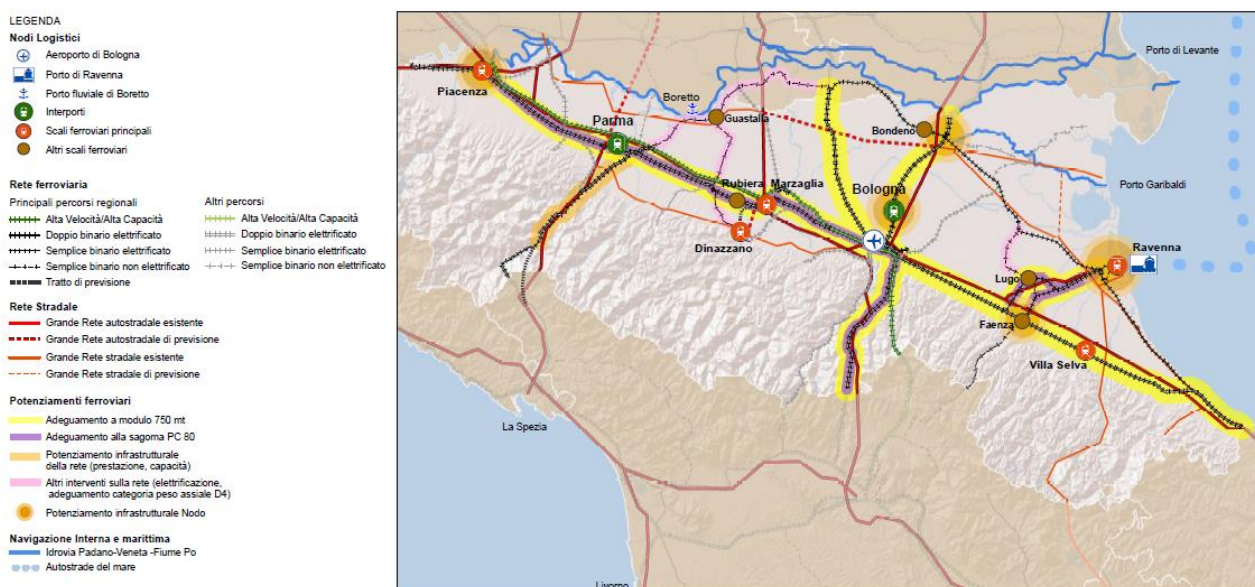 LEGENDA
Nodi Logistici
Aeroporto di Bologna
Porto di Ravenna
Porto fluviale di Boretto
Interporti
Scali ferroviari principali
Altri scali ferroviari
Rete ferroviaria
Principali percorsi regionali
Alta Velocità/Alta Capacità
Doppio binario elettrificato
Semplice binario elettrificato
Semplice binario non elettrificato
Tratto di previsione
Altri percorsi
Alta Velocità/Alta Capacità
Doppio binario elettrificato
Semplice binario elettrificato
Semplice binario non elettrificato
Rete Stradale
Grande Rete autostradale esistente
Grande Rete autostradale di previsione
Grande Rete stradale esistente
Grande Rete stradale di previsione
Potenziamenti ferroviari
Adeguamento a modulo 750 mt
Adeguamento alla sagoma PC 80
Potenziamento infrastrutturale
della rete (prestazione, capacità)
Altri interventi sulla rete (elettrificazione,
adeguamento categoria peso assiale D4)
Potenziamento infrastrutturale Nodo
Navigazione Interna e marittima
Idrovia Padano-Veneta -Fiume Po
Autostrade del mare
Porto di Levante
Piacenza
Boretto
Guastalla
Parma
Bondeno
Rubiera
Marzaglia
Bologna
Porto Garibaldi
Dinazzano
Ravenna
Lugo
Faenza
Villa Selva
La Spezia
Livorno